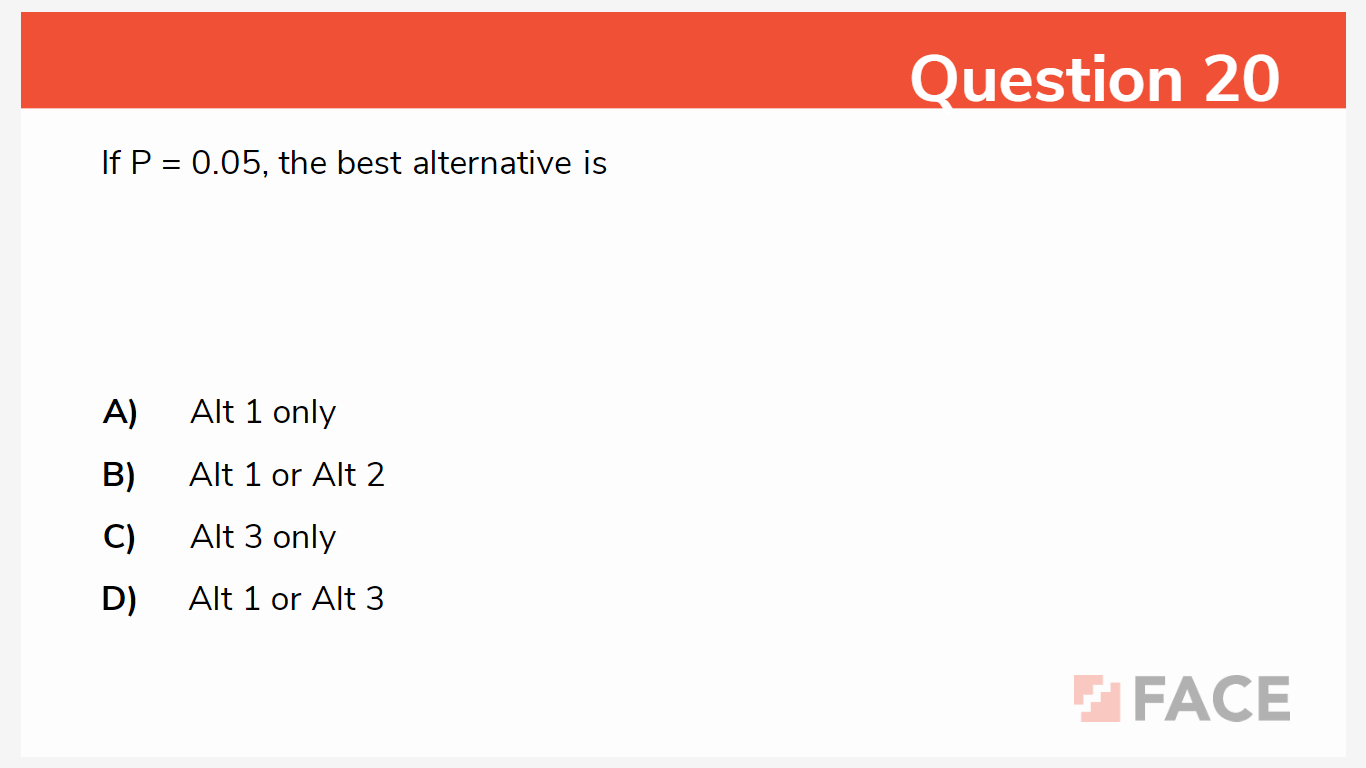 Question 20
If P = 0.05, the best alternative is
A) Alt 1 only
B) Alt 1 or Alt 2
C) Alt 3 only
D) Alt 1 or Alt 3
FACE